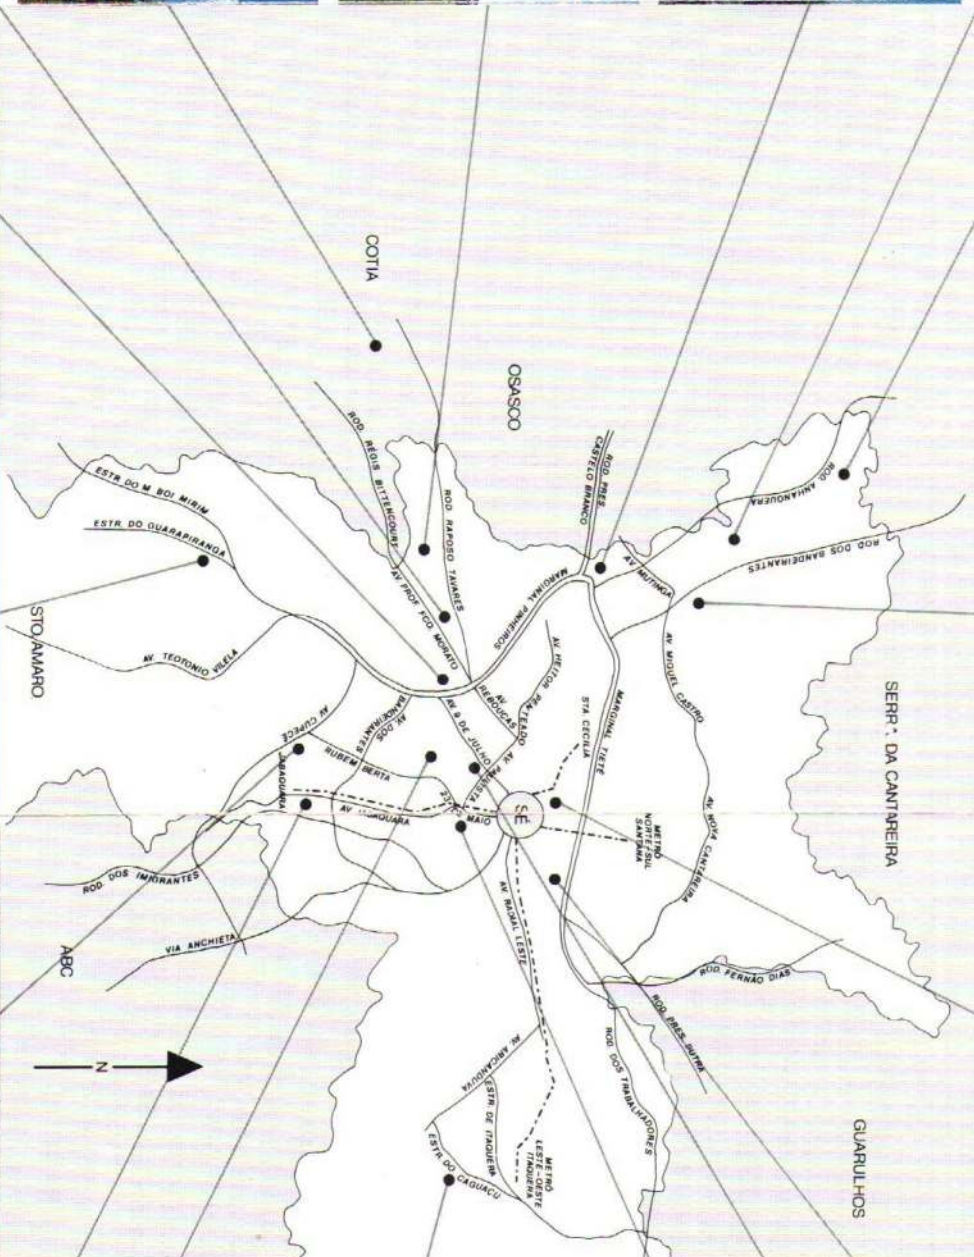 COTIA
OSASCO
SERRA DA CANTAREIRA
GUARULHOS
ABC
STO. AMARO
ROD. ANHANGUERA
ROD. DOS BANDEIRANTES
ROD. PRES.
CASTELO BRANCO
AV. MUTINGA
AV. MIGUEL CASTRO
AV. NOVA CANTAREIRA
MARGINAL TIETÊ
MARGINAL PINHEIROS
ROD. RÉGIS BITTENCOURT
ROD. RAPOSO TAVARES
AV. PROF. FCO. MORATO
ESTR. DO M BOI MIRIM
ESTR. DO GUARAPIRANGA
AV. TEOTONIO VILELA
AV. HEITOR PENTEADO
AV.
REBOUÇAS
STA. CECILIA
AV. 9 DE JULHO
AV. PAULISTA
AV. DOS
BANDEIRANTES
AV. CUPECÊ
RUBEM BERTA
JABAQUARA
AV. JABAQUARA
23 DE MAIO
SÉ
METRÔ
NORTE-SUL
SANTANA
ROD. DOS IMIGRANTES
VIA ANCHIETA
AV. RADIAL LESTE
ROD. FERNÃO DIAS
ROD. PRES. DUTRA
ROD. DOS TRABALHADORES
AV. ARICANDUVA
ESTR. DE ITAQUERA
ESTR. DO CAGUAÇU
METRÔ
LESTE-OESTE
ITAQUERA
N